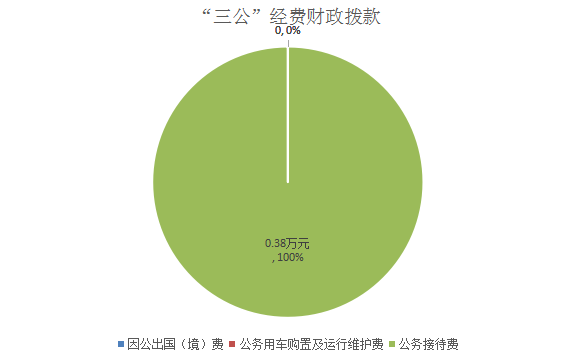 “三公”经费财政拨款
0, 0%
0.38万元
, 100%
因公出国（境）费 公务用车购置及运行维护费 公务接待费